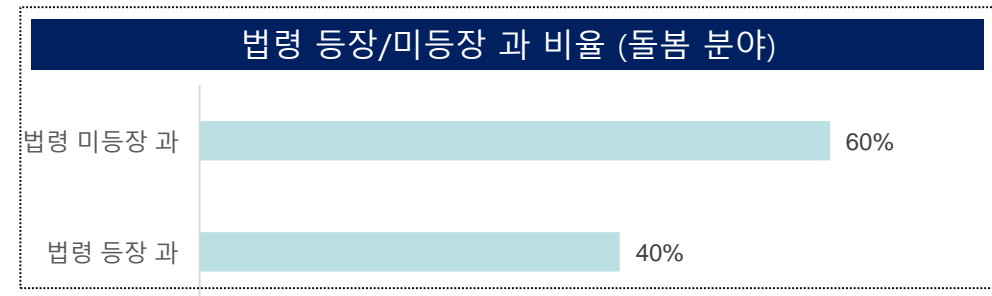 법령 등장/미등장 과 비율 (돌봄 분야)
법령 미등장 과 60%
법령 등장 과 40%